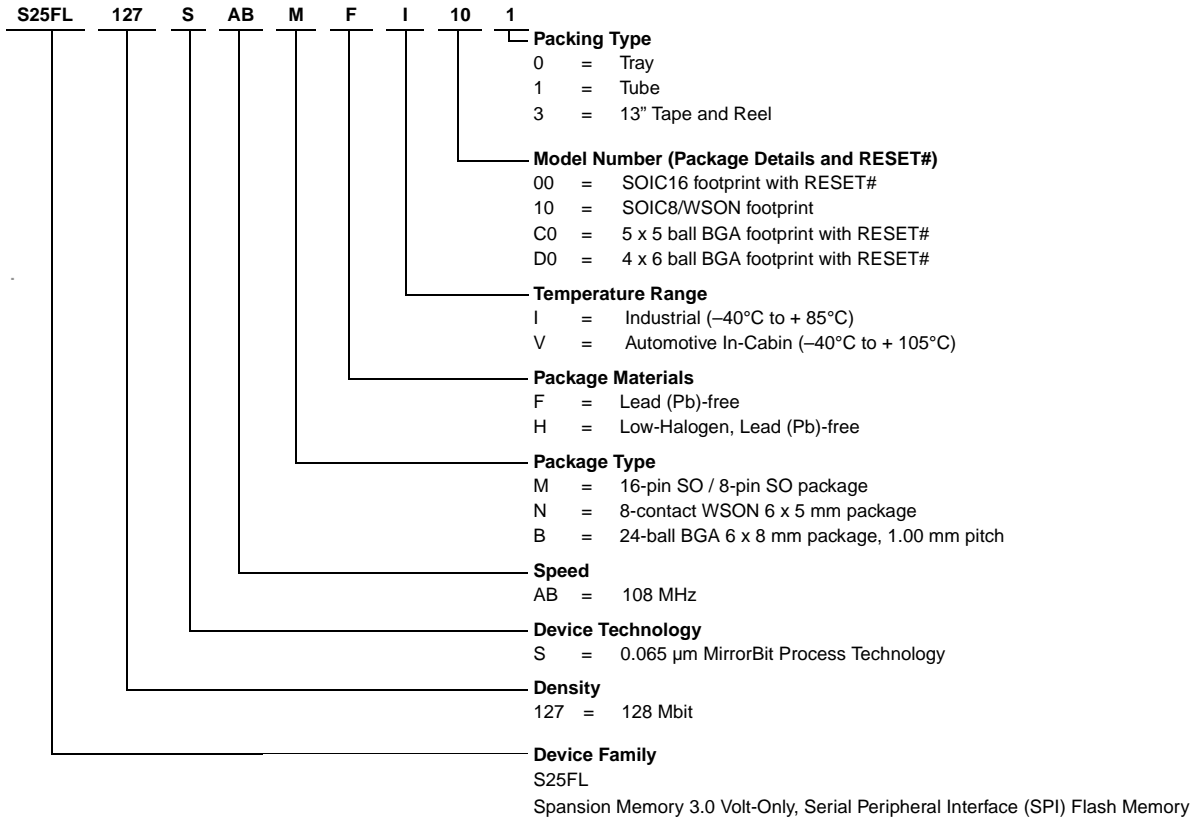 S25FL 127 S AB M F I 10 1
Packing Type
0 = Tray
1 = Tube
3 = 13” Tape and Reel
Model Number (Package Details and RESET#)
00 = SOIC16 footprint with RESET#
10 = SOIC8/WSON footprint
C0 = 5 x 5 ball BGA footprint with RESET#
D0 = 4 x 6 ball BGA footprint with RESET#
Temperature Range
I = Industrial (–40°C to + 85°C)
V = Automotive In-Cabin (–40°C to + 105°C)
Package Materials
F = Lead (Pb)-free
H = Low-Halogen, Lead (Pb)-free
Package Type
M = 16-pin SO / 8-pin SO package
N = 8-contact WSON 6 x 5 mm package
B = 24-ball BGA 6 x 8 mm package, 1.00 mm pitch
Speed
AB = 108 MHz
Device Technology
S = 0.065 µm MirrorBit Process Technology
Density
127 = 128 Mbit
Device Family
S25FL
Spansion Memory 3.0 Volt-Only, Serial Peripheral Interface (SPI) Flash Memory